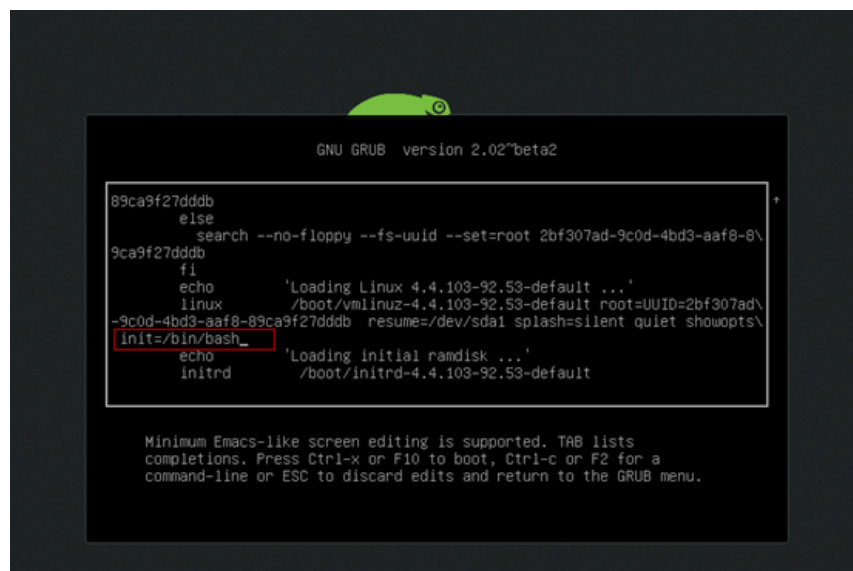 GNU GRUB  version 2.02~beta2
89ca9f27dddb
else
search --no-floppy --fs-uuid --set=root 2bf307ad-9c0d-4bd3-aaf8-8\
9ca9f27dddb
fi
echo 'Loading Linux 4.4.103-92.53-default ...'
linux /boot/vmlinuz-4.4.103-92.53-default root=UUID=2bf307ad\
-9c0d-4bd3-aaf8-89ca9f27dddb  resume=/dev/sda1 splash=silent quiet showopts\
init=/bin/bash_
echo 'Loading initial ramdisk ...'
initrd /boot/initrd-4.4.103-92.53-default
Minimum Emacs-like screen editing is supported. TAB lists
completions. Press Ctrl-x or F10 to boot, Ctrl-c or F2 for a
command-line or ESC to discard edits and return to the GRUB menu.